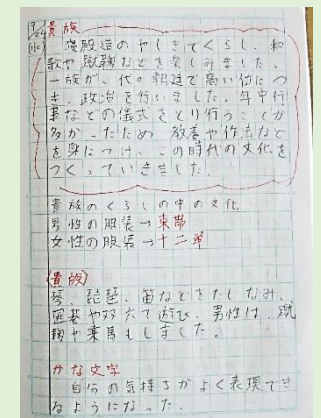 貴族
寝殿造のやしきでくらし、和
歌や蹴鞠などを楽しみました。
一族が、代々朝廷で高い位につ
き、政治を行いました。年中行
事などの儀式をとり行うことが
多かったため、教養や作法など
を身につけ、この時代の文化を
つくっていきました。
貴族のくらしの中の文化
男性の服装→束帯
女性の服装→十二単
(貴族)
琴、琵琶、笛などをたしなみ、
囲碁や双六で遊び、男性は、蹴
鞠や乗馬もしました。
かな文字
自分の気持ちがよく表現でき
るようになった。